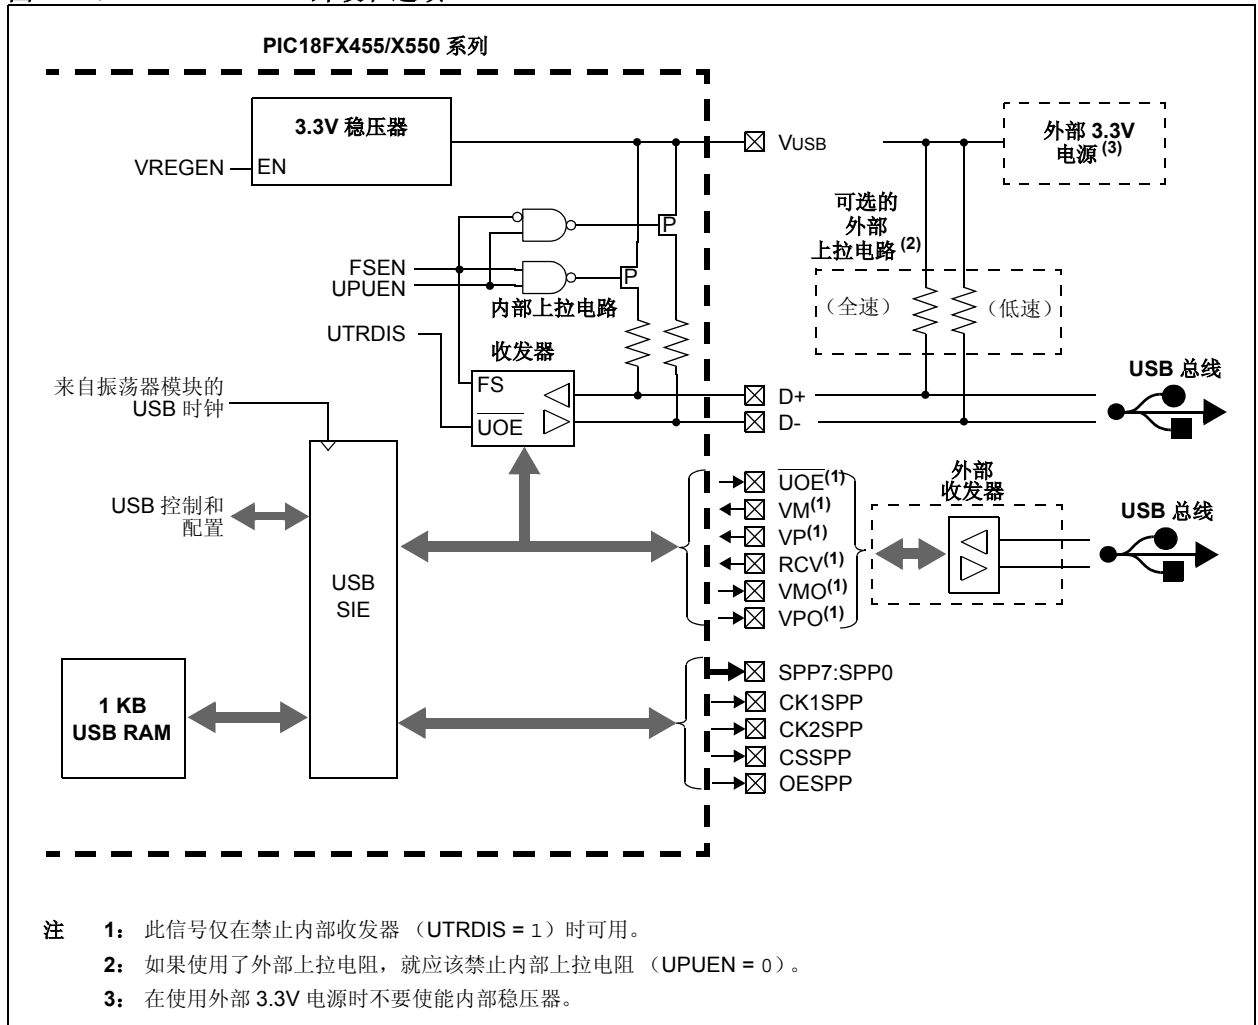 PIC18FX455/X550 系列
3.3V 稳压器
VREGEN
EN
VUSB
外部 3.3V
电源 (3)
可选的
外部
上拉电路 (2)
P
P
FSEN
UPUEN
内部上拉电路
(全速)
(低速)
UTRDIS
收发器
FS
UOE
D+
D-
USB 总线
来自振荡器模块的
USB 时钟
USB 控制和
配置
USB
SIE
UOE(1)
VM(1)
VP(1)
RCV(1)
VMO(1)
VPO(1)
外部
收发器
USB 总线
1 KB
USB RAM
SPP7:SPP0
CK1SPP
CK2SPP
CSSPP
OESPP
注 1: 此信号仅在禁止内部收发器 (UTRDIS = 1) 时可用。
2: 如果使用了外部上拉电阻,就应该禁止内部上拉电阻 (UPUEN = 0)。
3: 在使用外部 3.3V 电源时不要使能内部稳压器。